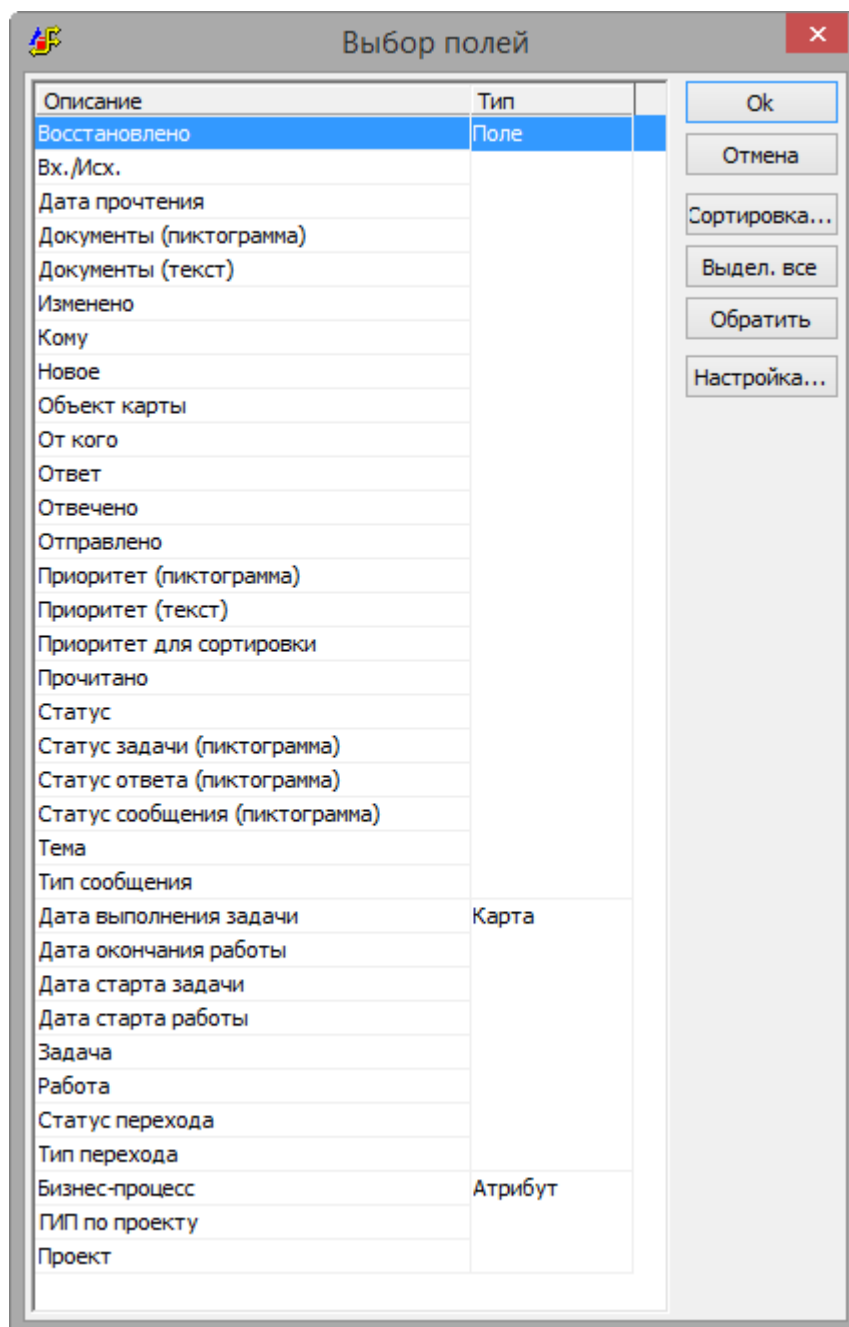 Выбор полей
Описание Тип
Ok
Восстановлено Поле
Отмена
Вх./Исх.
Дата прочтения
Сортировка...
Документы (пиктограмма)
Документы (текст)
Выдел. все
Изменено
Обратить
Кому
Новое
Настройка...
Объект карты
От кого
Ответ
Отвечено
Отправлено
Приоритет (пиктограмма)
Приоритет (текст)
Приоритет для сортировки
Прочитано
Статус
Статус задачи (пиктограмма)
Статус ответа (пиктограмма)
Статус сообщения (пиктограмма)
Тема
Тип сообщения
Дата выполнения задачи Карта
Дата окончания работы
Дата старта задачи
Дата старта работы
Задача
Работа
Статус перехода
Тип перехода
Бизнес-процесс Атрибут
ГИП по проекту
Проект